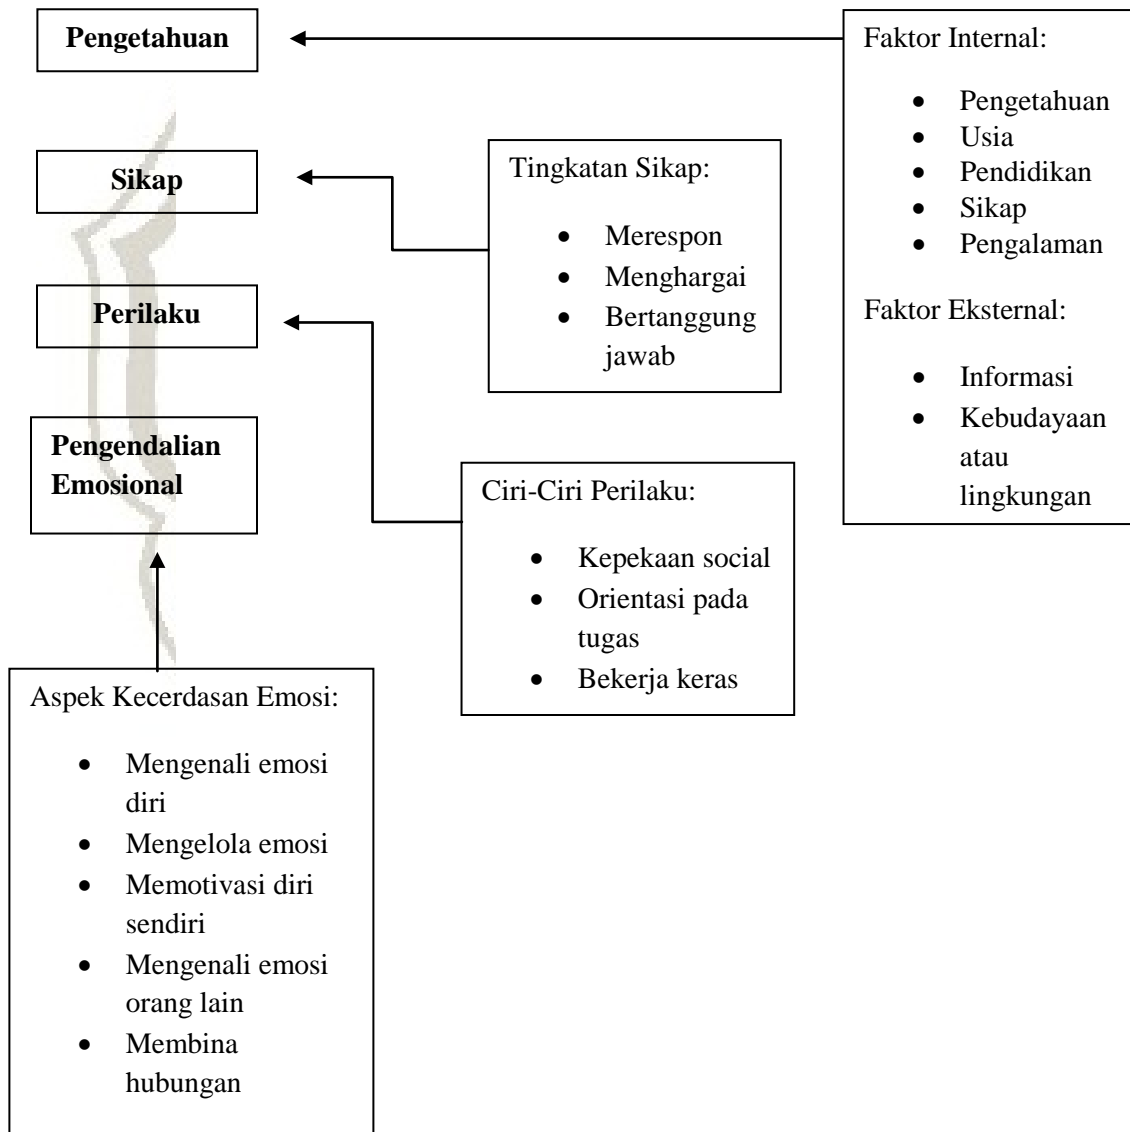 Pengetahuan
Sikap
Perilaku
Pengendalian
Emosional
Faktor Internal:
• Pengetahuan
• Usia
• Pendidikan
• Sikap
• Pengalaman
Faktor Eksternal:
• Informasi
• Kebudayaan
atau
lingkungan
Tingkatan Sikap:
• Merespon
• Menghargai
• Bertanggung
jawab
Ciri-Ciri Perilaku:
• Kepekaan social
• Orientasi pada
tugas
• Bekerja keras
Aspek Kecerdasan Emosi:
• Mengenali emosi
diri
• Mengelola emosi
• Memotivasi diri
sendiri
• Mengenali emosi
orang lain
• Membina
hubungan